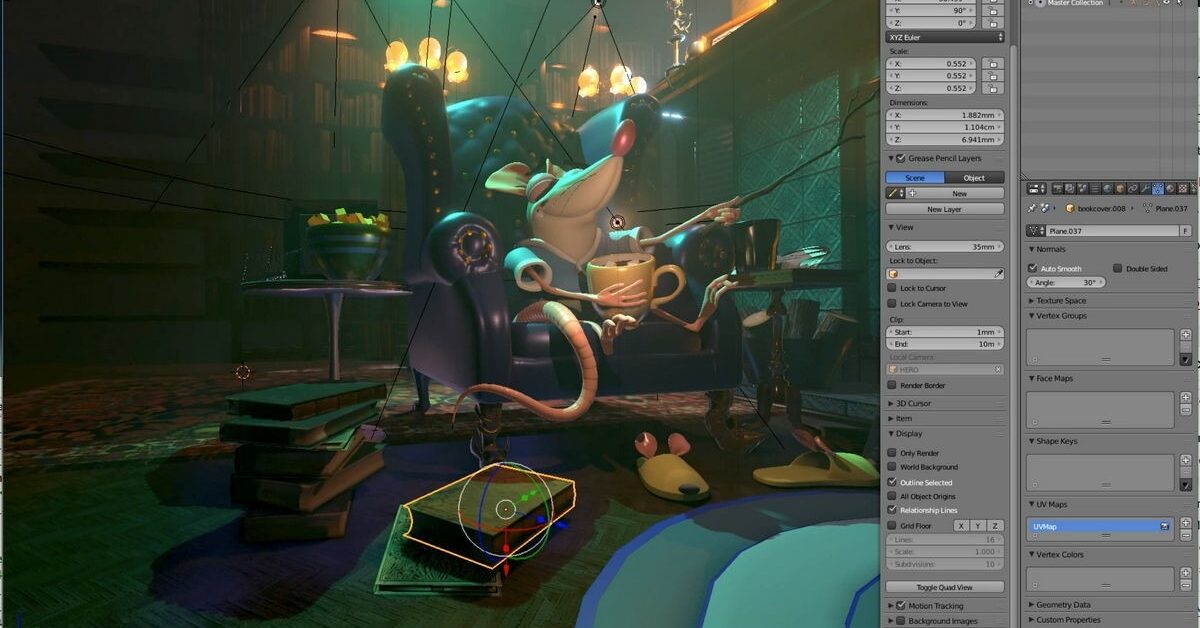 Y: 90°
Z: 0°
XYZ Euler
Scale:
X: 0.552
Y: 0.552
Z: 0.552
Dimensions:
X: 1.882mm
Y: 1.104cm
Z: 6.941mm
Grease Pencil Layers
Scene Object
New
New Layer
View
Lens: 35mm
Lock to Object:
Lock to Cursor
Lock Camera to View
Clip:
Start: 1mm
End: 10m
Local Camera:
HERO
Render Border
3D Cursor
Item
Display
Only Render
World Background
Outline Selected
All Object Origins
Relationship Lines
Grid Floor X Y Z
Lines: 16
Scale: 1.000
Subdivisions: 10
Toggle Quad View
Motion Tracking
Background Images
Master Collection
bookcover.008 Plane.037
Plane.037 F
Normals
Auto Smooth Double Sided
Angle: 30°
Texture Space
Vertex Groups
Face Maps
Shape Keys
UV Maps
UVMap
Vertex Colors
Geometry Data
Custom Properties